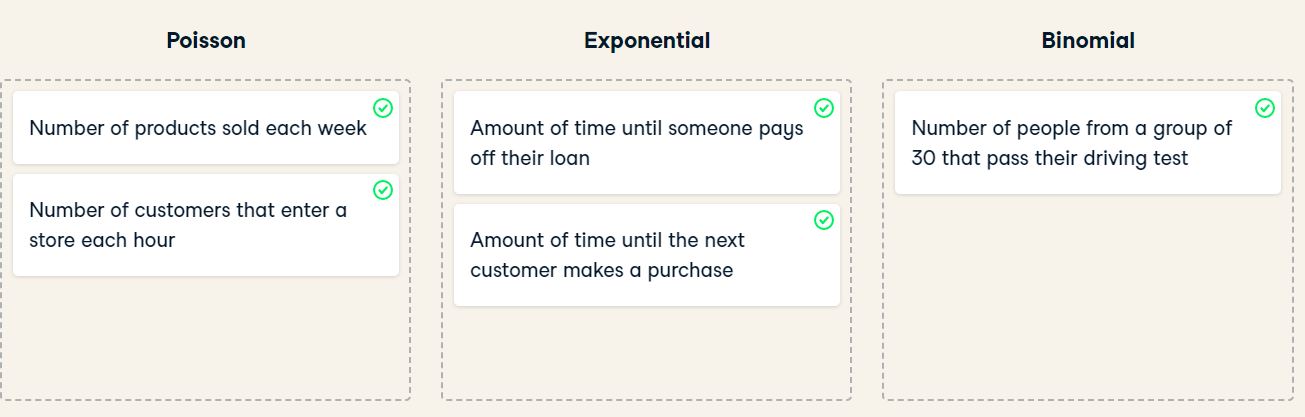 Poisson
Number of products sold each week
Number of customers that enter a
store each hour
Exponential
Amount of time until someone pays
off their loan
Amount of time until the next
customer makes a purchase
Binomial
Number of people from a group of
30 that pass their driving test